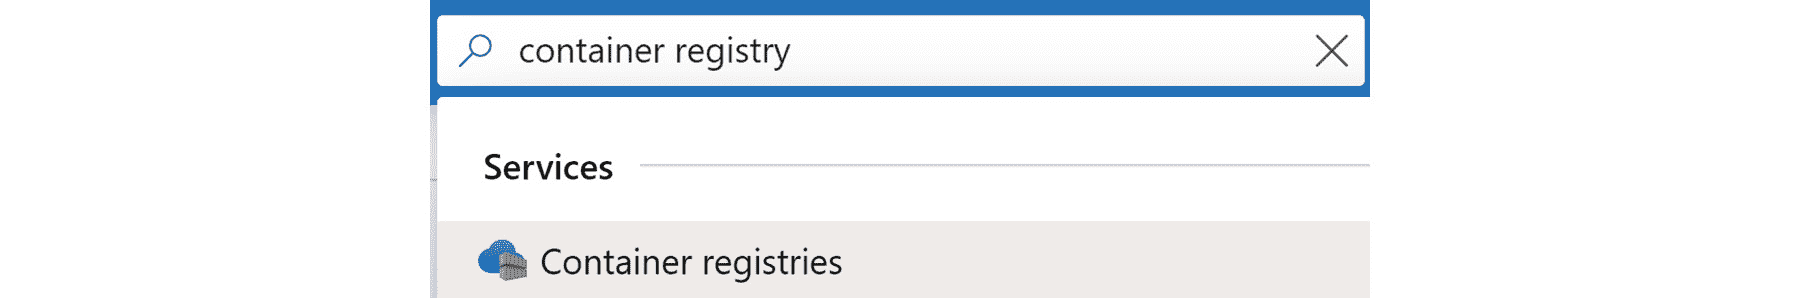 container registry
Services
Container registries